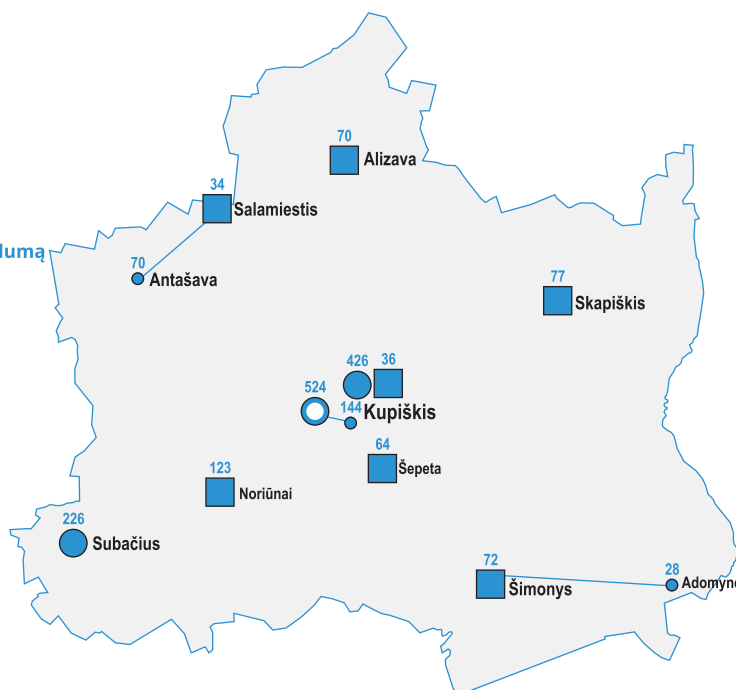 70
Alizava
34
Salamiestis
lumą
70
Antašava
77
Skapiškis
426
36
524
144
Kupiškis
64
Šepeta
123
Noriūnai
226
Subačius
72
Šimonys
28
Adomynė